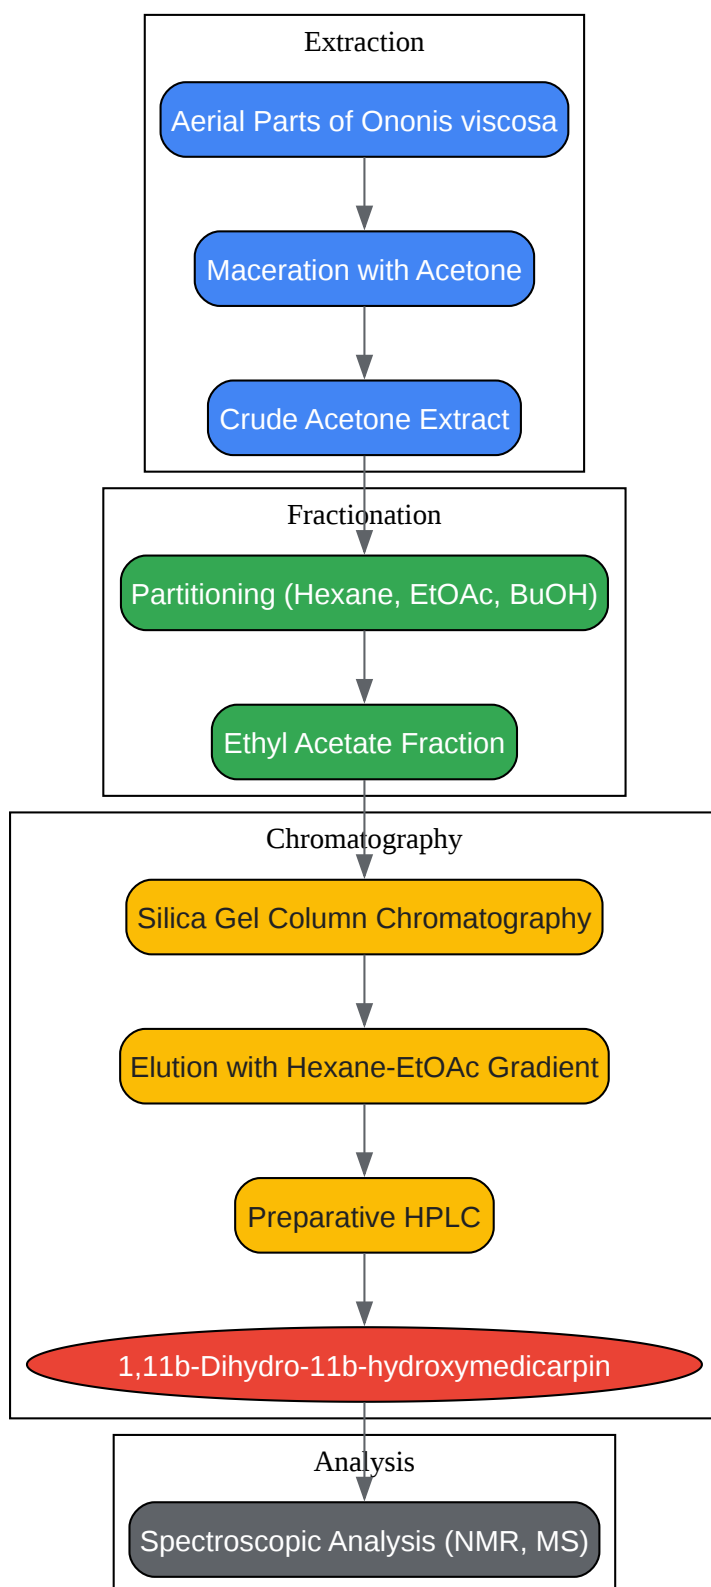 Extraction
Aerial Parts of Ononis viscosa
Maceration with Acetone
Crude Acetone Extract
Fractionation
Partitioning (Hexane, EtOAc, BuOH)
Ethyl Acetate Fraction
Chromatography
Silica Gel Column Chromatography
Elution with Hexane-EtOAc Gradient
Preparative HPLC
1,11b-Dihydro-11b-hydroxymedicarpin
Analysis
Spectroscopic Analysis (NMR, MS)